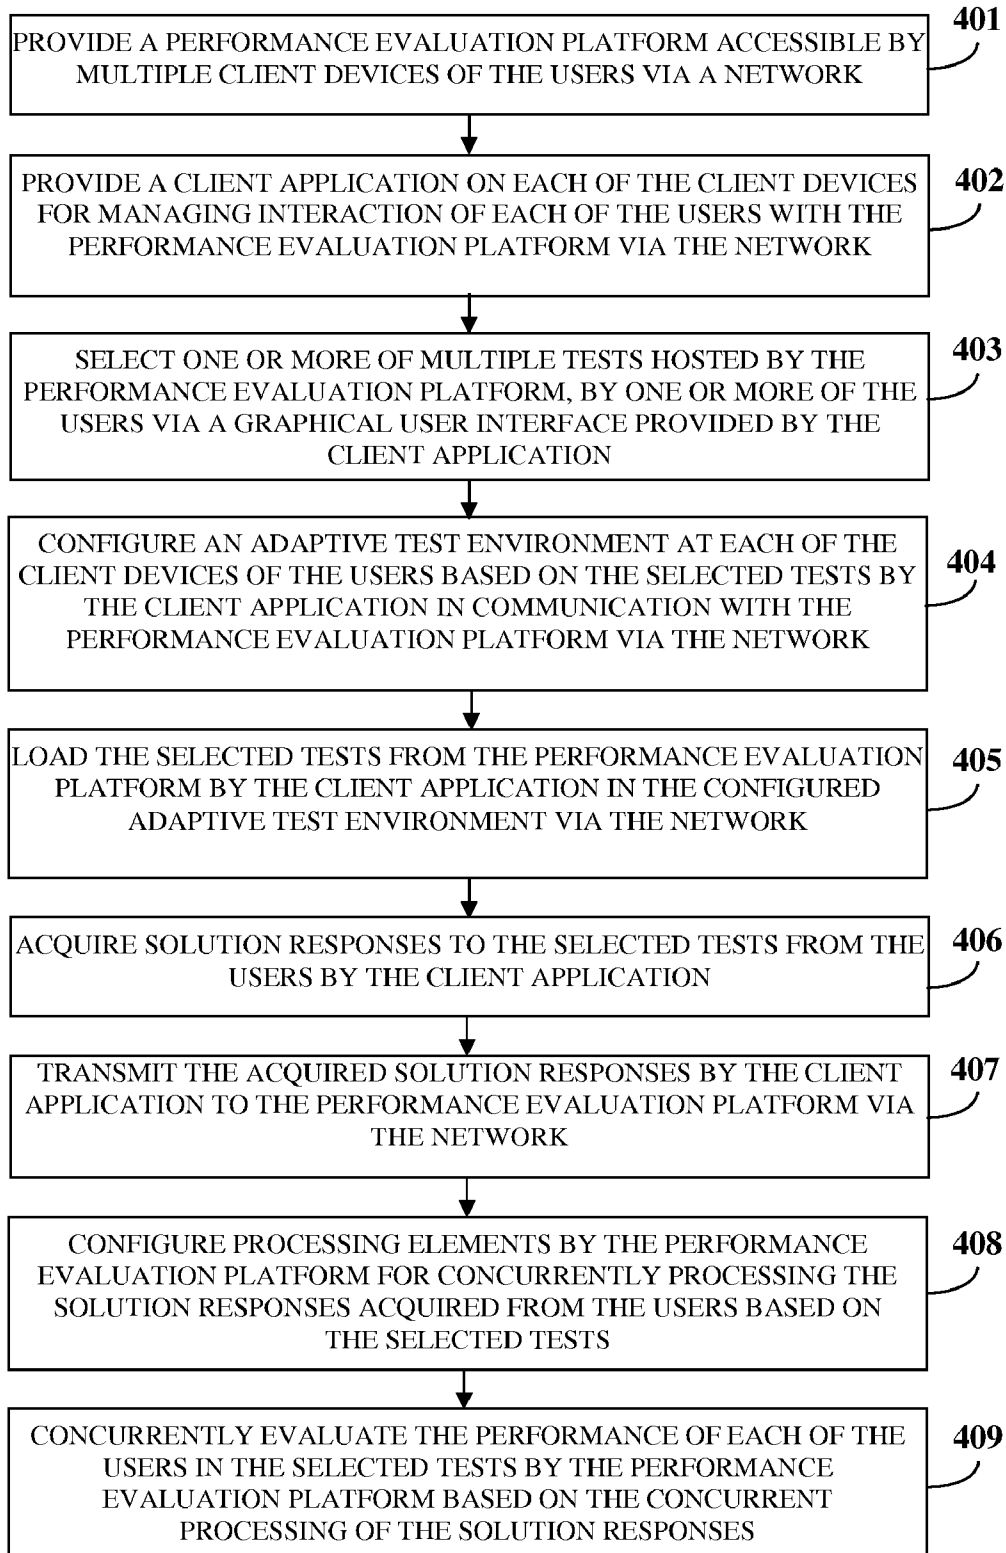 401
PROVIDE A PERFORMANCE EVALUATION PLATFORM ACCESSIBLE BY
MULTIPLE CLIENT DEVICES OF THE USERS VIA A NETWORK
402
PROVIDE A CLIENT APPLICATION ON EACH OF THE CLIENT DEVICES
FOR MANAGING INTERACTION OF EACH OF THE USERS WITH THE
PERFORMANCE EVALUATION PLATFORM VIA THE NETWORK
403
SELECT ONE OR MORE OF MULTIPLE TESTS HOSTED BY THE
PERFORMANCE EVALUATION PLATFORM, BY ONE OR MORE OF THE
USERS VIA A GRAPHICAL USER INTERFACE PROVIDED BY THE
CLIENT APPLICATION
404
CONFIGURE AN ADAPTIVE TEST ENVIRONMENT AT EACH OF THE
CLIENT DEVICES OF THE USERS BASED ON THE SELECTED TESTS BY
THE CLIENT APPLICATION IN COMMUNICATION WITH THE
PERFORMANCE EVALUATION PLATFORM VIA THE NETWORK
405
LOAD THE SELECTED TESTS FROM THE PERFORMANCE EVALUATION
PLATFORM BY THE CLIENT APPLICATION IN THE CONFIGURED
ADAPTIVE TEST ENVIRONMENT VIA THE NETWORK
406
ACQUIRE SOLUTION RESPONSES TO THE SELECTED TESTS FROM THE
USERS BY THE CLIENT APPLICATION
407
TRANSMIT THE ACQUIRED SOLUTION RESPONSES BY THE CLIENT
APPLICATION TO THE PERFORMANCE EVALUATION PLATFORM VIA
THE NETWORK
408
CONFIGURE PROCESSING ELEMENTS BY THE PERFORMANCE
EVALUATION PLATFORM FOR CONCURRENTLY PROCESSING THE
SOLUTION RESPONSES ACQUIRED FROM THE USERS BASED ON
THE SELECTED TESTS
409
CONCURRENTLY EVALUATE THE PERFORMANCE OF EACH OF THE
USERS IN THE SELECTED TESTS BY THE PERFORMANCE
EVALUATION PLATFORM BASED ON THE CONCURRENT
PROCESSING OF THE SOLUTION RESPONSES